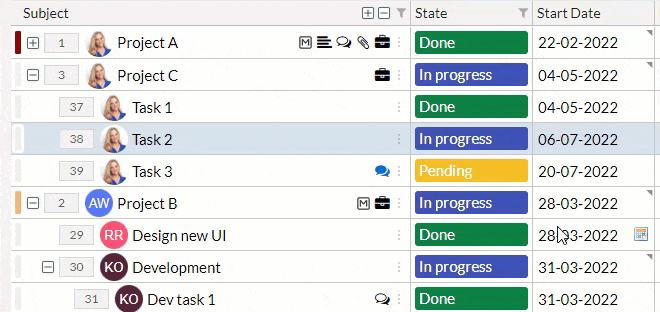 Subject State Start Date
1 Project A M Done 22-02-2022
3 Project C In progress 04-05-2022
37 Task 1 Done 04-05-2022
38 Task 2 In progress 06-07-2022
39 Task 3 Pending 20-07-2022
2 AW Project B M In progress 28-03-2022
29 RR Design new UI Done 28-03-2022
30 KO Development In progress 31-03-2022
31 KO Dev task 1 Done 31-03-2022